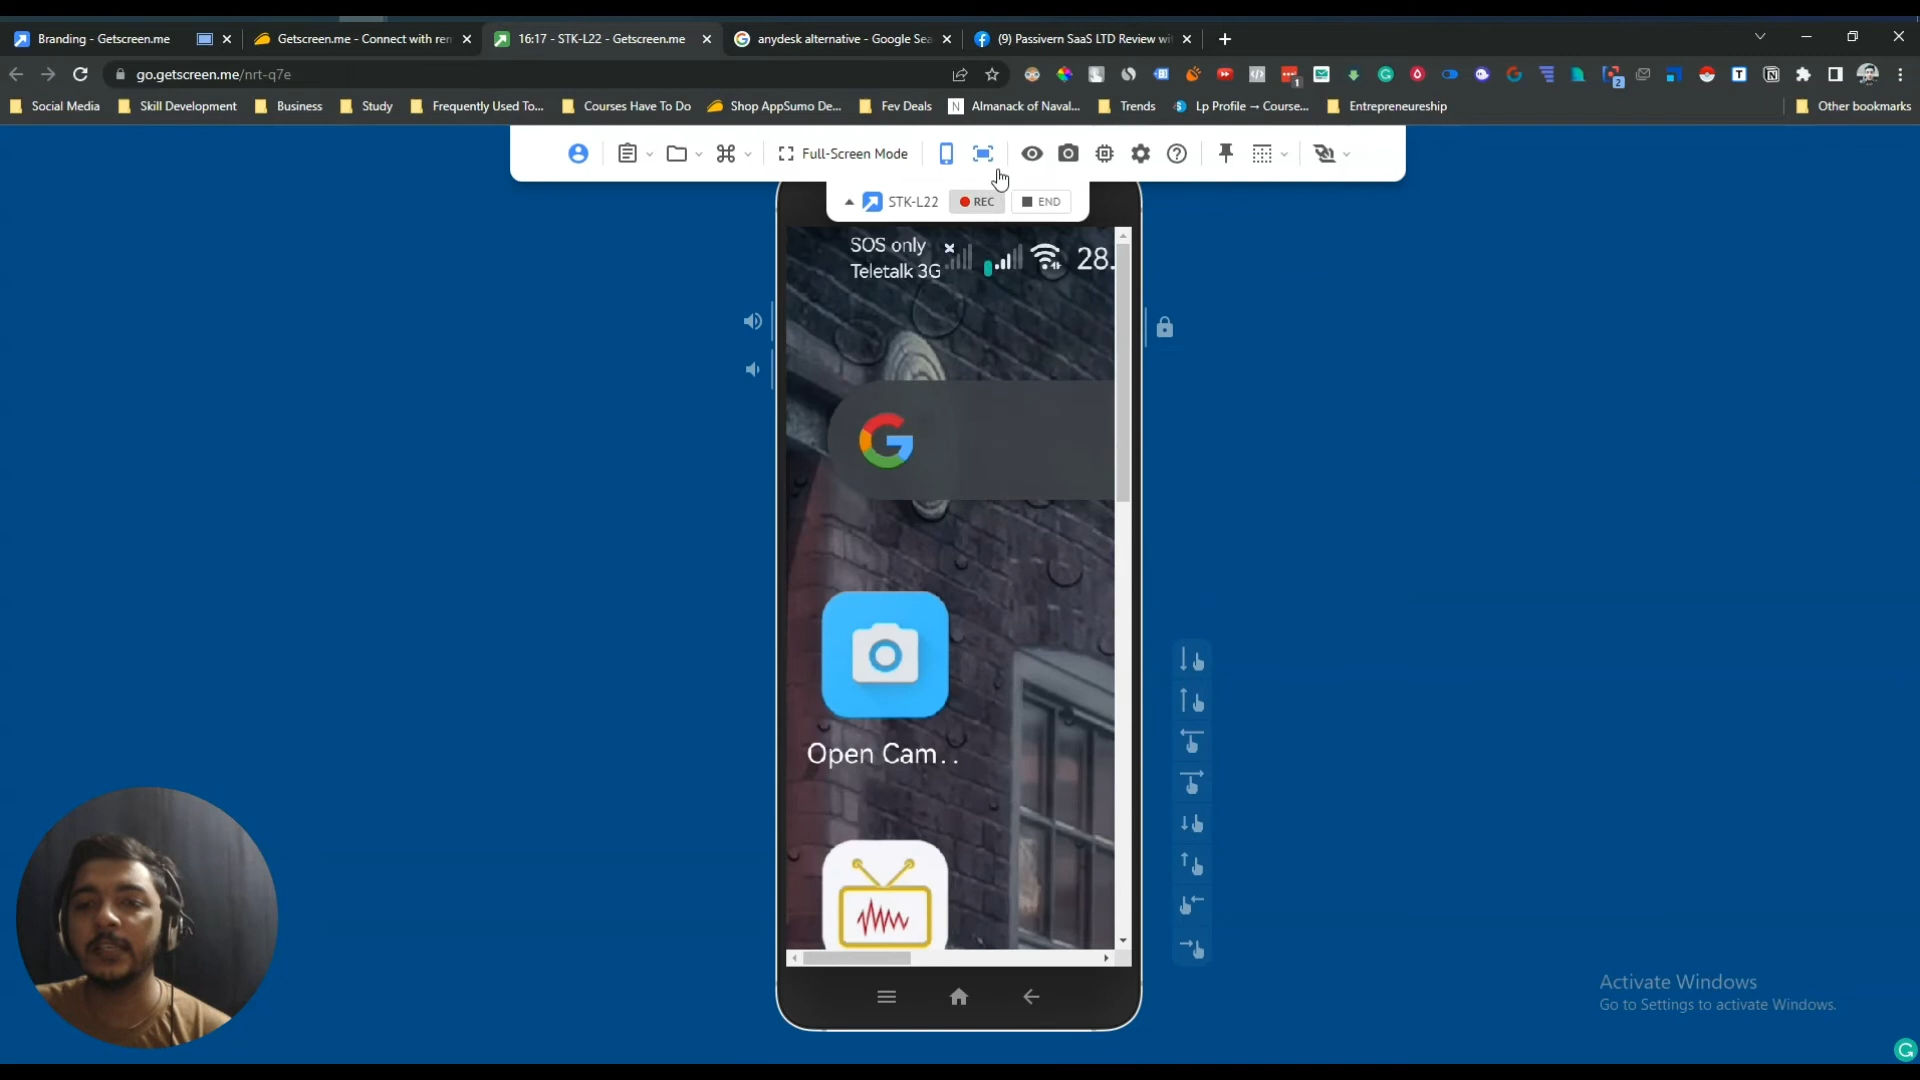 Branding - Getscreen.me
Getscreen.me - Connect with ren
16:17 - STK-L22 - Getscreen.me
anydesk alternative - Google Sea
(9) Passivern SaaS LTD Review wi
go.getscreen.me/nrt-q7e
1
2
Social Media
Skill Development
Business
Study
Frequently Used To...
Courses Have To Do
Shop AppSumo De...
Fev Deals
Almanack of Naval...
Trends
Lp Profile → Course...
Entrepreneureship
Other bookmarks
Full-Screen Mode
STK-L22
REC
END
SOS only
Teletalk 3G
28.
Open Cam..
Activate Windows
Go to Settings to activate Windows.